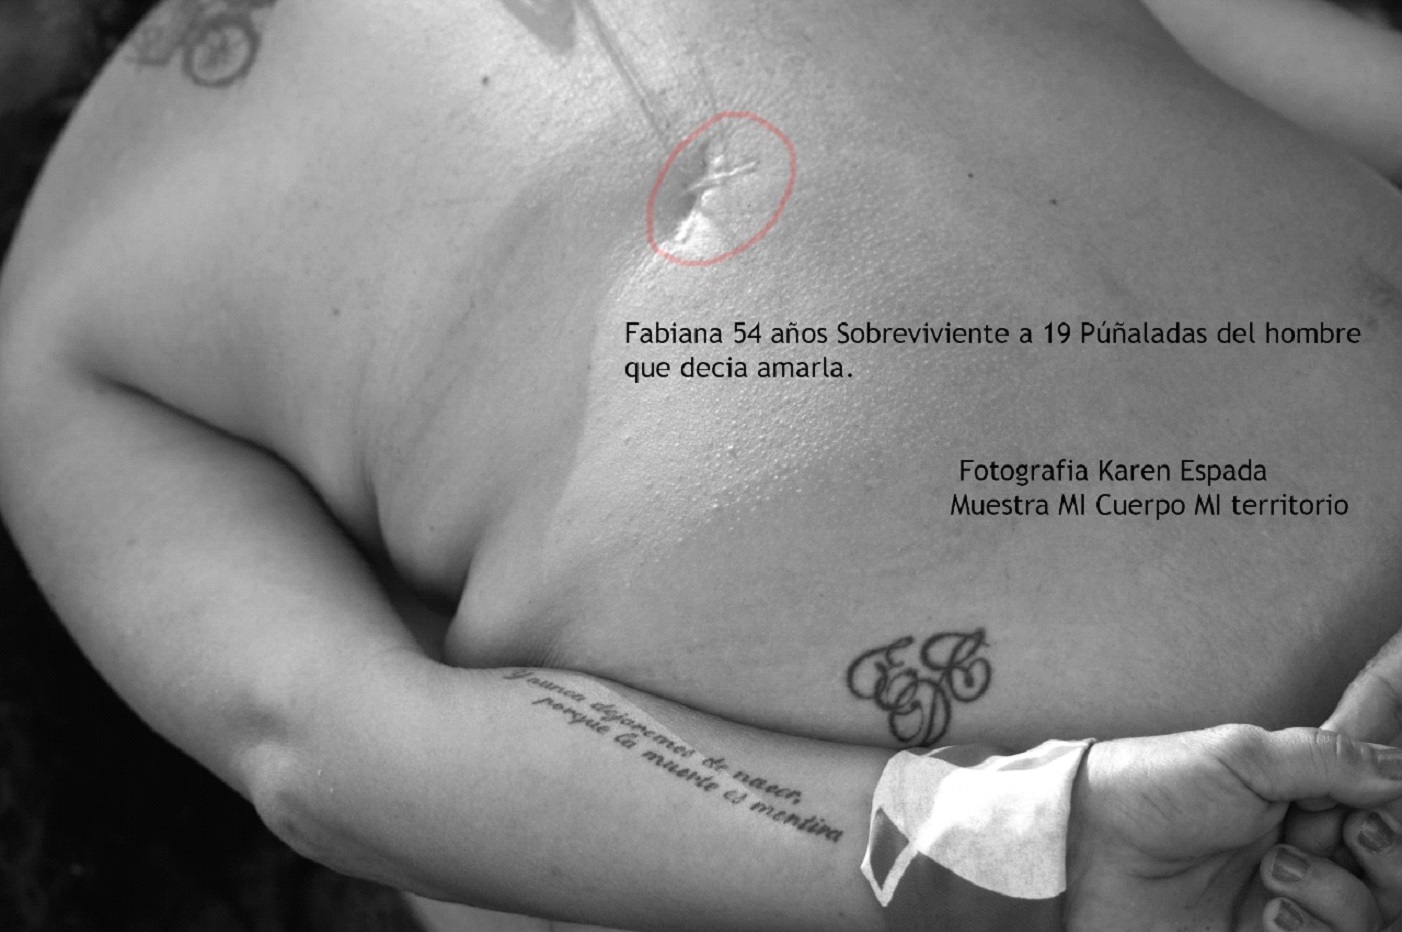 Fabiana 54 años Sobreviviente a 19 Púñaladas del hombre
que decia amarla.
Fotografia Karen Espada
Muestra MI Cuerpo MI territorio
y nunca dejaremos de nacer,
porque la muerte es mentira